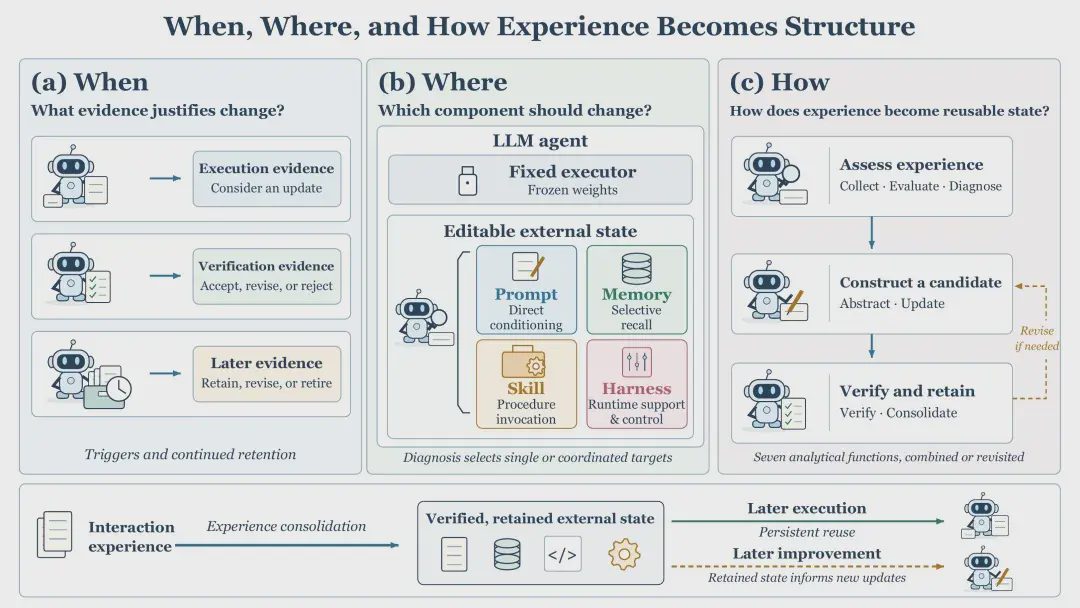 When, Where, and How Experience Becomes Structure
(a) When
What evidence justifies change?
Execution evidence
Consider an update
Verification evidence
Accept, revise, or reject
Later evidence
Retain, revise, or retire
Triggers and continued retention
(b) Where
Which component should change?
LLM agent
Fixed executor
Frozen weights
Editable external state
Prompt
Direct
conditioning
Memory
Selective
recall
Skill
Procedure
invocation
Harness
Runtime support
& control
Diagnosis selects single or coordinated targets
(c) How
How does experience become reusable state?
Assess experience
Collect · Evaluate · Diagnose
Construct a candidate
Abstract · Update
Revise
if needed
Verify and retain
Verify · Consolidate
Seven analytical functions, combined or revisited
Interaction
experience
Experience consolidation
Verified, retained external state
</>
Later execution
Persistent reuse
Later improvement
Retained state informs new updates